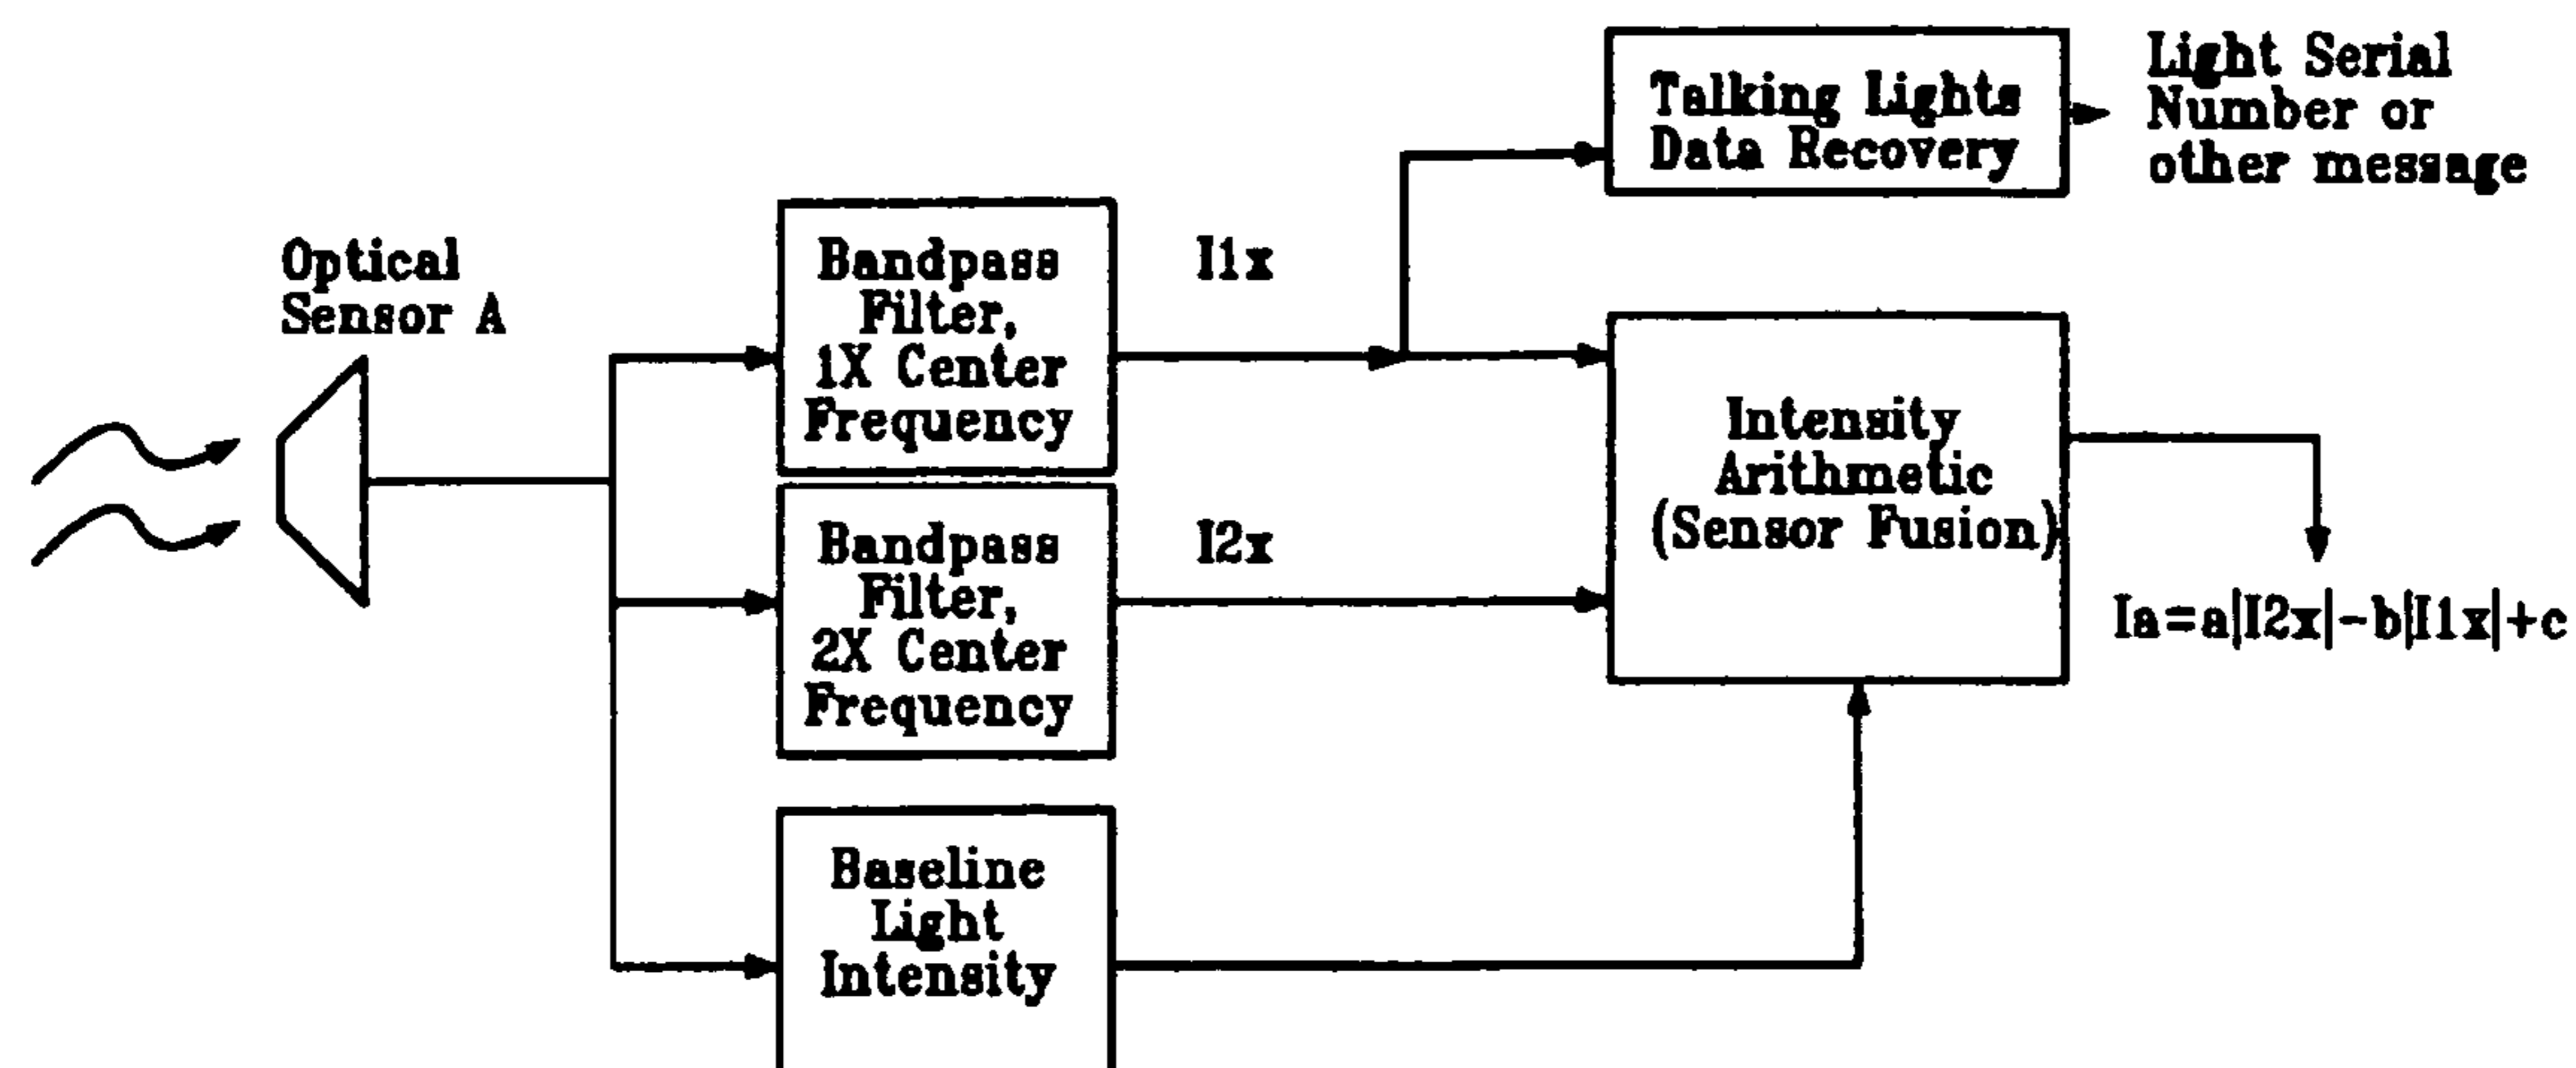 Optical
Sensor A
Bandpass
Filter,
1X Center
Frequency
I1x
Talking Lights
Data Recovery
Light Serial
Number or
other message
Bandpass
Filter,
2X Center
Frequency
I2x
Intensity
Arithmetic
(Sensor Fusion)
Ia=a|I2x|-b|I1x|+c
Baseline
Light
Intensity